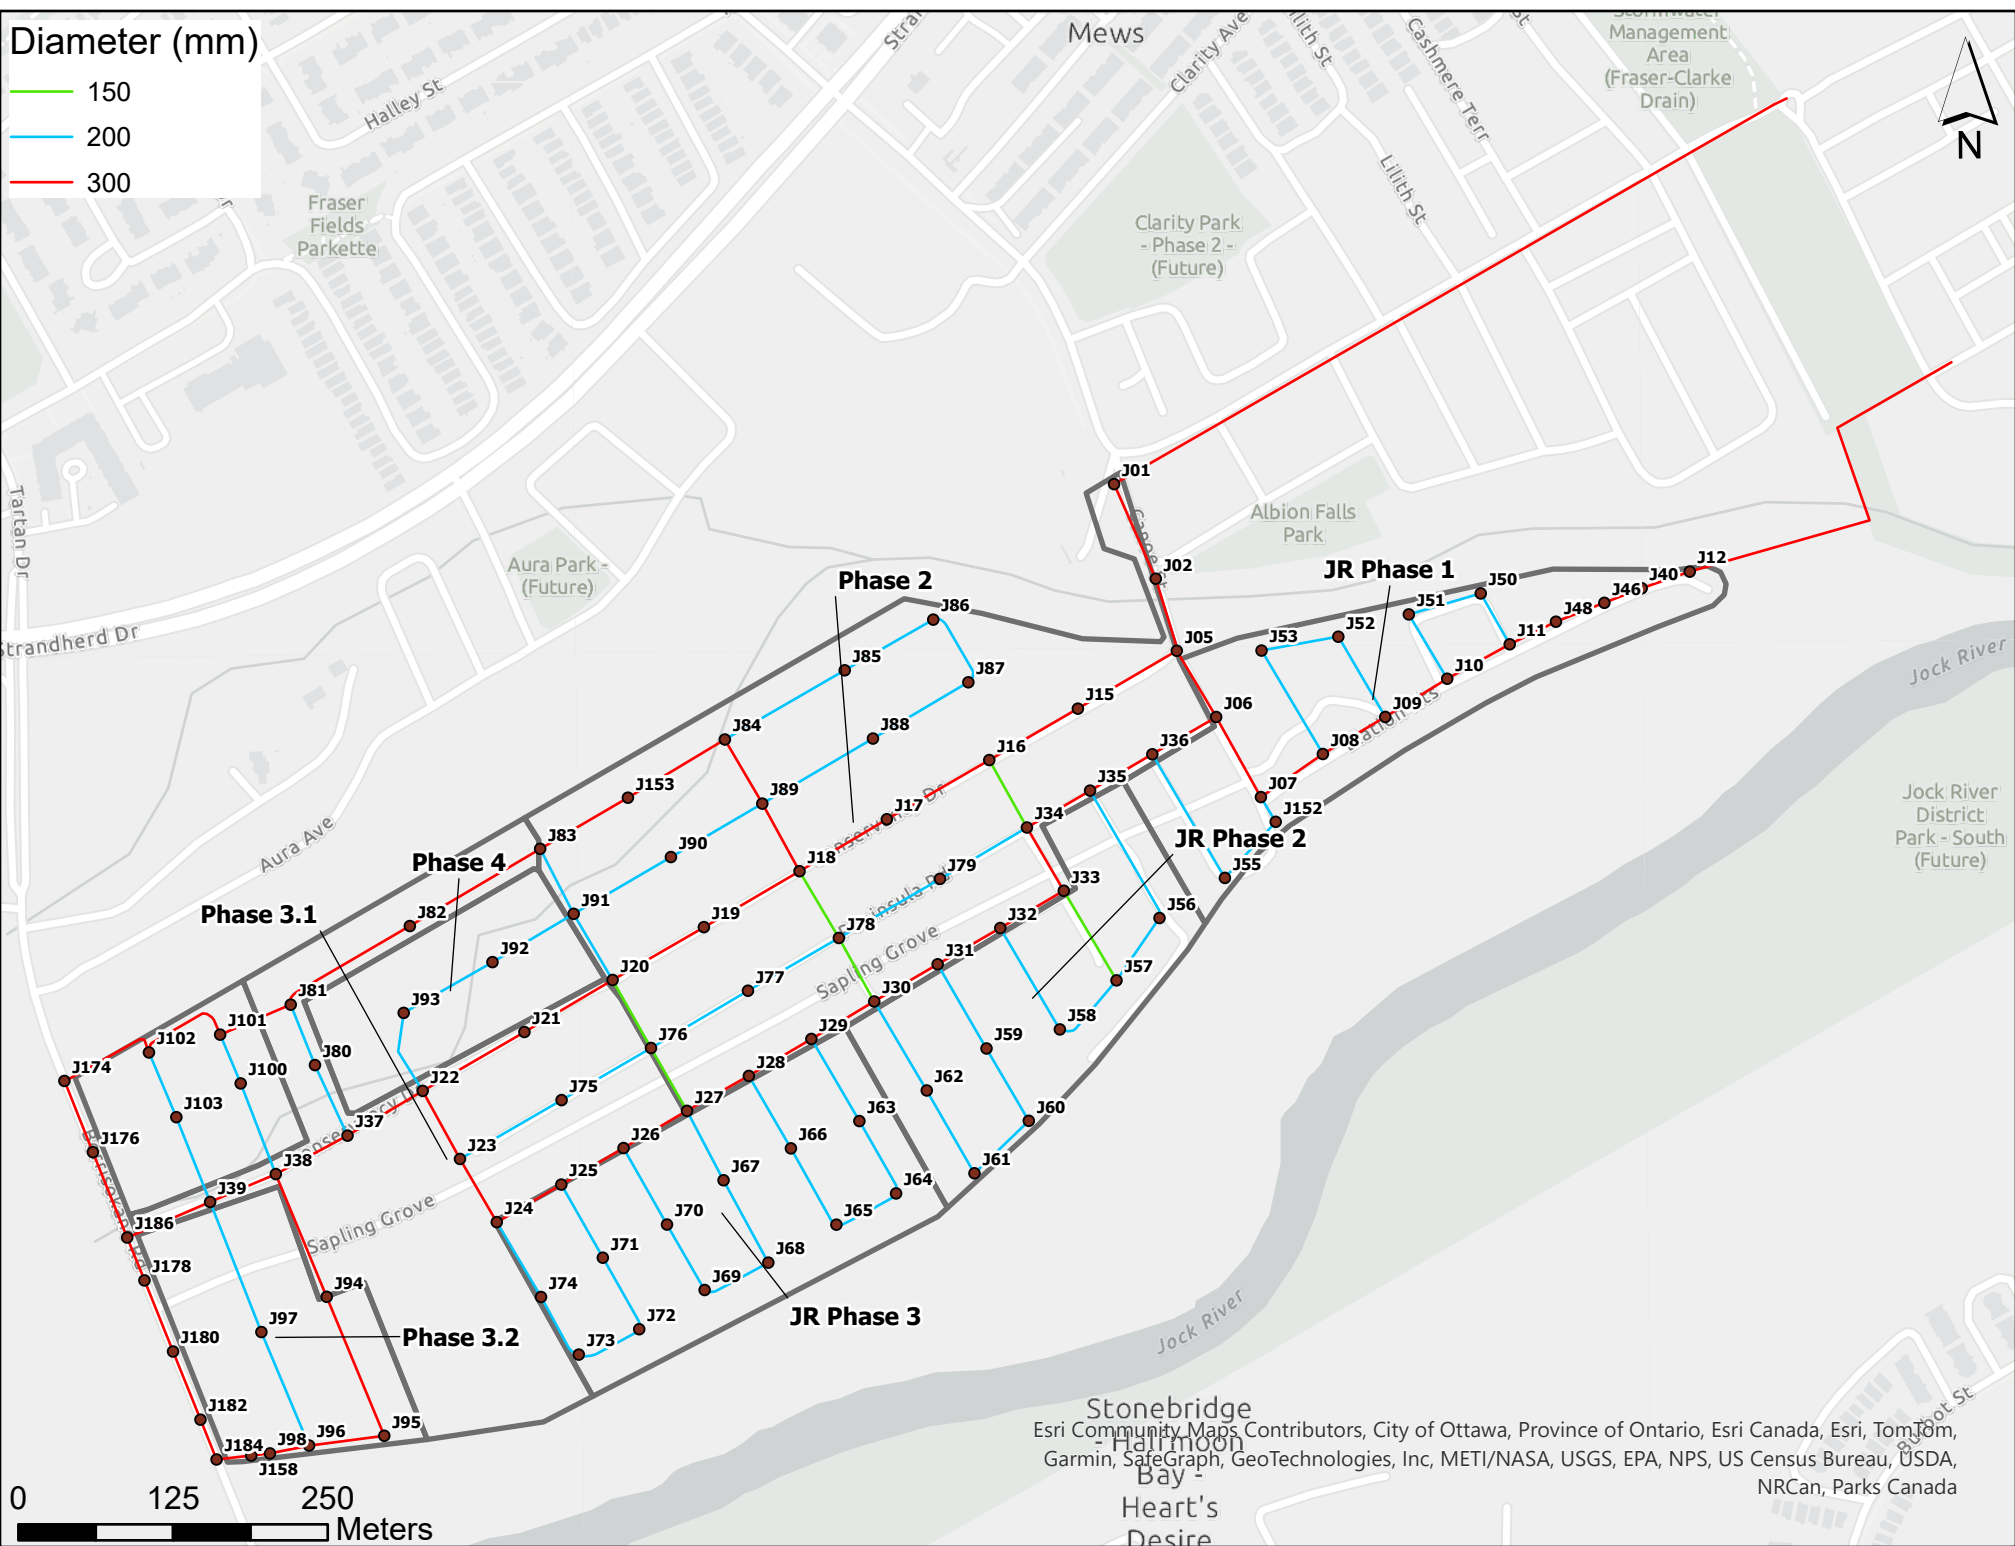 Diameter (mm)
150
200
300
Mews
Clarity Ave
Lilith St
Cashmere Terr
St
Stormwater
Management
Area
(Fraser-Clarke
Drain)
N
Halley St
Fraser
Fields
Parkette
Clarity Park
- Phase 2 -
(Future)
Lilith St
Tartan Dr
Strandherd Dr
Aura Park -
(Future)
Albion Falls
Park
J01
J02
J05
J06
J07
J152
J08
J09
J10
J11
J48
J46
J40
J12
J50
J51
J52
J53
JR Phase 1
Jock River
Phase 2
J86
J85
J87
J84
J88
J15
J16
J36
J35
J34
J33
J55
J56
J57
J58
JR Phase 2
Jock River
District
Park - South
(Future)
J153
J89
J17
J18
J90
J83
J82
Aura Ave
Phase 4
Phase 3.1
J91
J92
J93
J19
J20
J21
J79
J78
J77
J76
J75
Sapling Grove
J32
J31
J30
J29
J28
J27
J26
J25
J24
J23
J22
J81
J80
J37
J38
J39
J101
J100
J102
J103
J174
J176
J186
J178
J180
J182
J184
J158
J98
J96
J95
J94
J97
Sapling Grove
Phase 3.2
J59
J60
J61
J62
J63
J64
J65
J66
J67
J68
J69
J70
J71
J72
J73
J74
JR Phase 3
Jock River
Stonebridge
- Halfmoon
Bay -
Heart's
Desire
Burbot St
Esri Community Maps Contributors, City of Ottawa, Province of Ontario, Esri Canada, Esri, TomTom,
Garmin, SafeGraph, GeoTechnologies, Inc, METI/NASA, USGS, EPA, NPS, US Census Bureau, USDA,
NRCan, Parks Canada
0 125 250
Meters